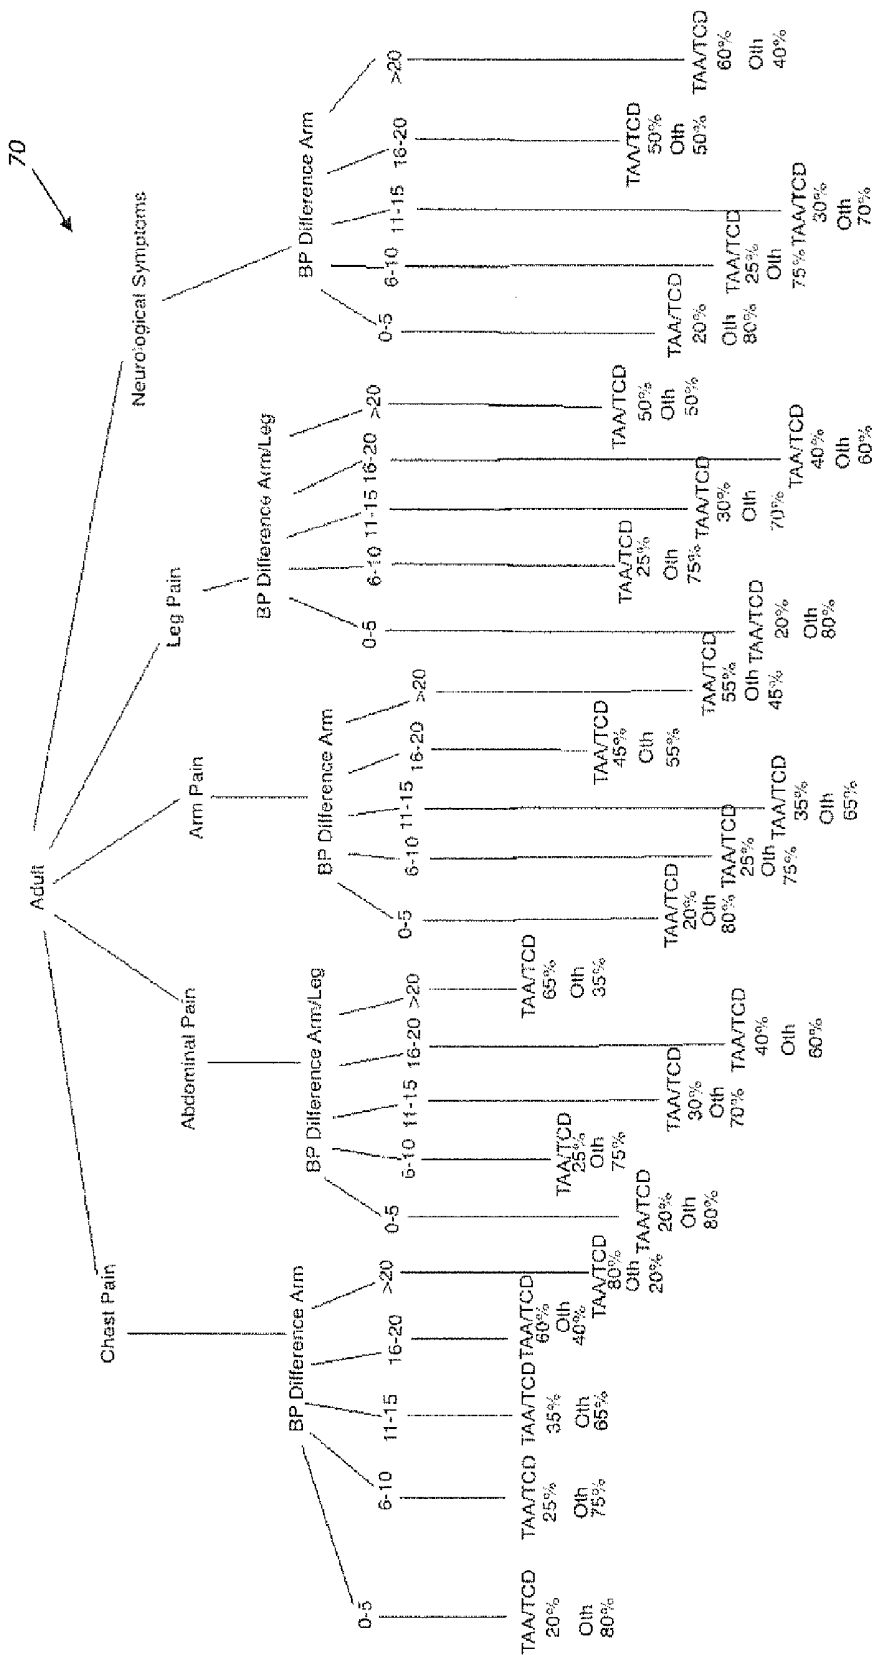 70
Adult
Chest Pain
Abdominal Pain
Arm Pain
Leg Pain
Neurological Symptoms
BP Difference Arm
0-5
6-10
11-15
16-20
>20
TAA/TCD
20%
Oth
80%
TAA/TCD
25%
Oth
75%
TAA/TCD
35%
Oth
65%
TAA/TCD
60%
Oth
40%
TAA/TCD
80%
Oth
20%
BP Difference Arm/Leg
0-5
6-10
11-15
16-20
>20
TAA/TCD
20%
Oth
80%
TAA/TCD
25%
Oth
75%
TAA/TCD
30%
Oth
70%
TAA/TCD
40%
Oth
60%
TAA/TCD
65%
Oth
35%
BP Difference Arm
0-5
6-10
11-15
16-20
>20
TAA/TCD
20%
Oth
80%
TAA/TCD
25%
Oth
75%
TAA/TCD
35%
Oth
65%
TAA/TCD
45%
Oth
55%
TAA/TCD
55%
Oth
45%
BP Difference Arm/Leg
0-5
6-10
11-15
16-20
>20
TAA/TCD
20%
Oth
80%
TAA/TCD
25%
Oth
75%
TAA/TCD
30%
Oth
70%
TAA/TCD
40%
Oth
60%
TAA/TCD
50%
Oth
50%
BP Difference Arm
0-5
6-10
11-15
16-20
>20
TAA/TCD
20%
Oth
80%
TAA/TCD
25%
Oth
75%
TAA/TCD
30%
Oth
70%
TAA/TCD
50%
Oth
50%
TAA/TCD
60%
Oth
40%